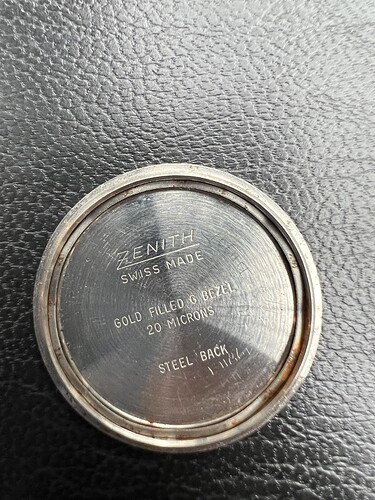 ZENITH
SWISS MADE
GOLD FILLED G. BEZEL
20 MICRONS
STEEL BACK